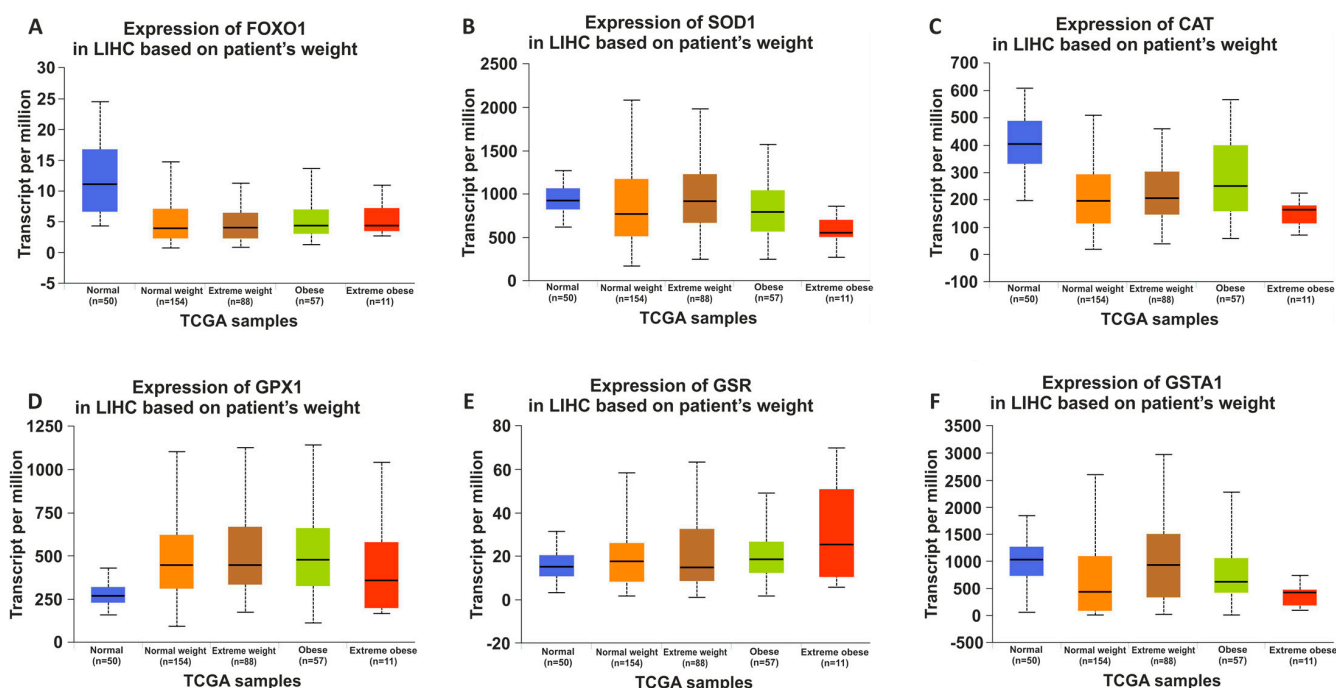 A
Expression of FOXO1
in LIHC based on patient's weight
Transcript per million
30
25
20
15
10
5
0
-5
Normal
(n=50)
Normal weight
(n=154)
Extreme weight
(n=88)
Obese
(n=57)
Extreme obese
(n=11)
TCGA samples
B
Expression of SOD1
in LIHC based on patient's weight
Transcript per million
2500
2000
1500
1000
500
0
Normal
(n=50)
Normal weight
(n=154)
Extreme weight
(n=88)
Obese
(n=57)
Extreme obese
(n=11)
TCGA samples
C
Expression of CAT
in LIHC based on patient's weight
Transcript per million
700
600
500
400
300
200
100
0
-100
Normal
(n=50)
Normal weight
(n=154)
Extreme weight
(n=88)
Obese
(n=57)
Extreme obese
(n=11)
TCGA samples
D
Expression of GPX1
in LIHC based on patient's weight
Transcript per million
1250
1000
750
500
250
0
Normal
(n=50)
Normal weight
(n=154)
Extreme weight
(n=88)
Obese
(n=57)
Extreme obese
(n=11)
TCGA samples
E
Expression of GSR
in LIHC based on patient's weight
Transcript per million
80
60
40
20
0
-20
Normal
(n=50)
Normal weight
(n=154)
Extreme weight
(n=88)
Obese
(n=57)
Extreme obese
(n=11)
TCGA samples
F
Expression of GSTA1
in LIHC based on patient's weight
Transcript per million
3500
3000
2500
2000
1500
1000
500
0
-500
Normal
(n=50)
Normal weight
(n=154)
Extreme weight
(n=88)
Obese
(n=57)
Extreme obese
(n=11)
TCGA samples